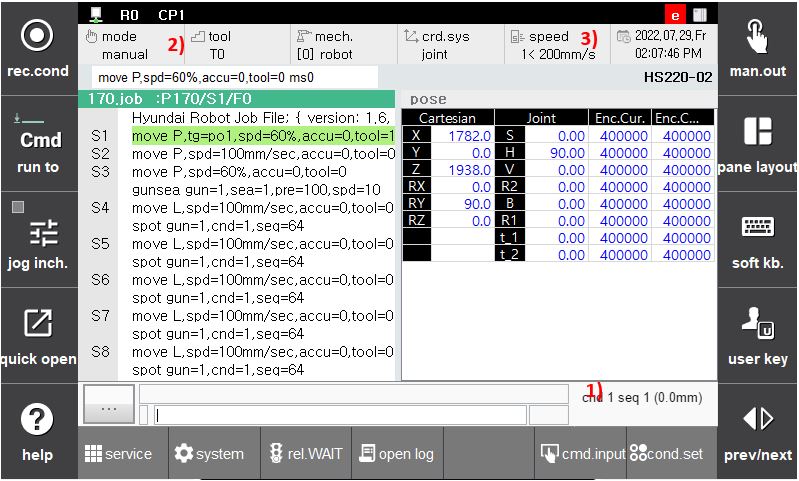 R0 CP1 e
mode tool mech. crd.sys speed 2022,07,29,Fr
manual 2) T0 [0] robot joint 3) 1< 200mm/s 02:07:46 PM
move P,spd=60%,accu=0,tool=0 ms0 HS220-02
170.job :P170/S1/F0
Hyundai Robot Job File; { version: 1,6,
S1 move P,tg=po1,spd=60%,accu=0,tool=1
S2 move P,spd=100mm/sec,accu=0,tool=0
S3 move P,spd=60%,accu=0,tool=0
gunsea gun=1,sea=1,pre=100,spd=10
S4 move L,spd=100mm/sec,accu=0,tool=0
spot gun=1,cnd=1,seq=64
S5 move L,spd=100mm/sec,accu=0,tool=0
spot gun=1,cnd=1,seq=64
S6 move L,spd=100mm/sec,accu=0,tool=0
spot gun=1,cnd=1,seq=64
S7 move L,spd=100mm/sec,accu=0,tool=0
spot gun=1,cnd=1,seq=64
S8 move L,spd=100mm/sec,accu=0,tool=0
spot gun=1,cnd=1,seq=64
pose
Cartesian Joint Enc.Cur. Enc.C...
X 1782.0 S 0.00 400000 400000
Y 0.0 H 90.00 400000 400000
Z 1938.0 V 0.00 400000 400000
RX 0.0 R2 0.00 400000 400000
RY 90.0 B 0.00 400000 400000
RZ 0.0 R1 0.00 400000 400000
t_1 0.00 400000 400000
t_2 0.00 400000 400000
1)
... cnd 1 seq 1 (0.0mm)
service system rel.WAIT open log cmd.input cond.set
rec.cond
Cmd
run to
jog inch.
quick open
help
man.out
pane layout
soft kb.
U
user key
prev/next